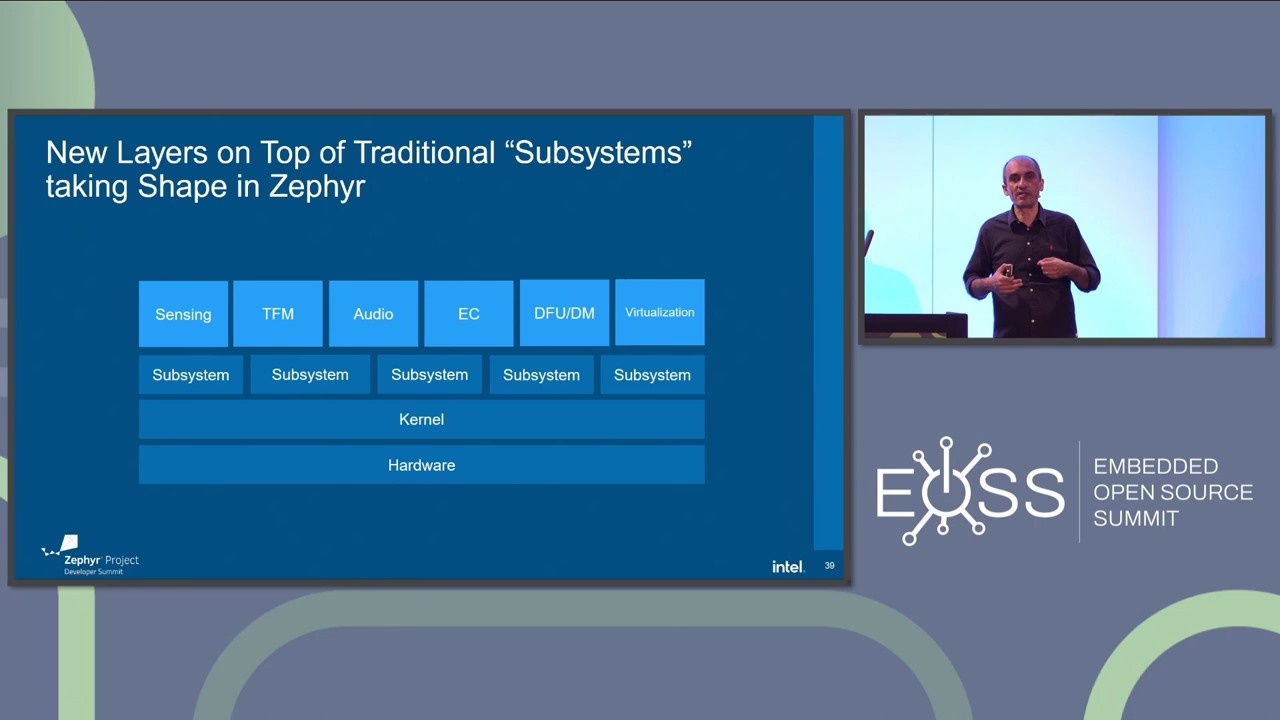 New Layers on Top of Traditional “Subsystems”
taking Shape in Zephyr
Sensing TFM Audio EC DFU/DM Virtualization
Subsystem Subsystem Subsystem Subsystem Subsystem
Kernel
Hardware
Zephyr® Project
Developer Summit
intel.
39
EOSS
EMBEDDED
OPEN SOURCE
SUMMIT